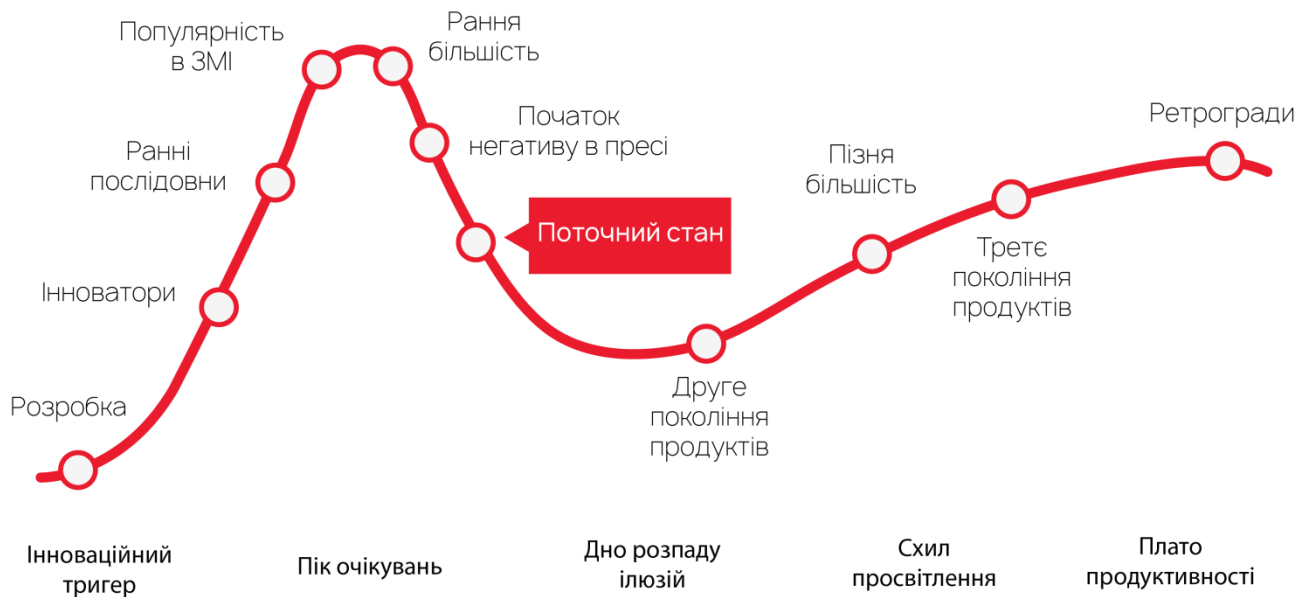 Популярність
в ЗМІ
Рання
більшість
Початок
негативу в пресі
Ранні
послідовни
Поточний стан
Інноватори
Розробка
Друге
покоління
продуктів
Пізня
більшість
Третє
покоління
продуктів
Ретрогради
Інноваційний
тригер
Пік очікувань
Дно розпаду
ілюзій
Схил
просвітлення
Плато
продуктивності